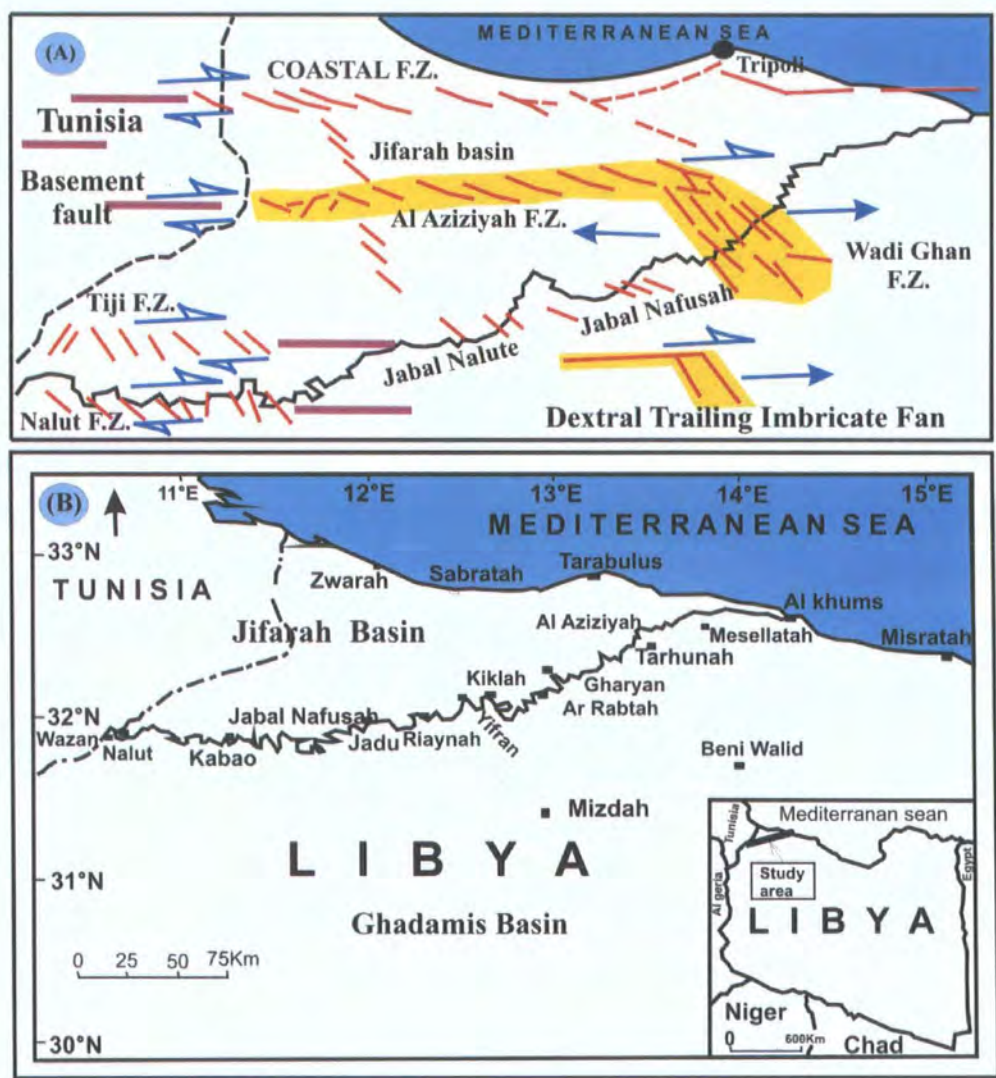 (A)
MEDITERRANEAN SEA
Tripoli
COASTAL F.Z.
Tunisia
Jifarah basin
Basement
fault
Al Aziziyah F.Z.
Wadi Ghan
F.Z.
Tiji F.Z.
Jabal Nafusah
Jabal Nalute
Nalut F.Z.
Dextral Trailing Imbricate Fan
(B)
11°E
12°E
13°E
14°E
15°E
MEDITERRANEAN SEA
33°N
TUNISIA
Zwarah
Sabratah
Tarabulus
Al khums
Jifarah Basin
Al Aziziyah
Mesellatah
Misratah
Tarhunah
Kiklah
Gharyan
Ar Rabtah
32°N
Wazan
Nalut
Jabal Nafusah
Kabao
Jadu
Riaynah
Yifran
Beni Walid
Mizdah
LIBYA
31°N
Ghadamis Basin
0 25 50 75Km
30°N
Mediterranan sean
Tunisia
Al geria
Egypt
Study
area
LIBYA
Niger
0 600Km
Chad